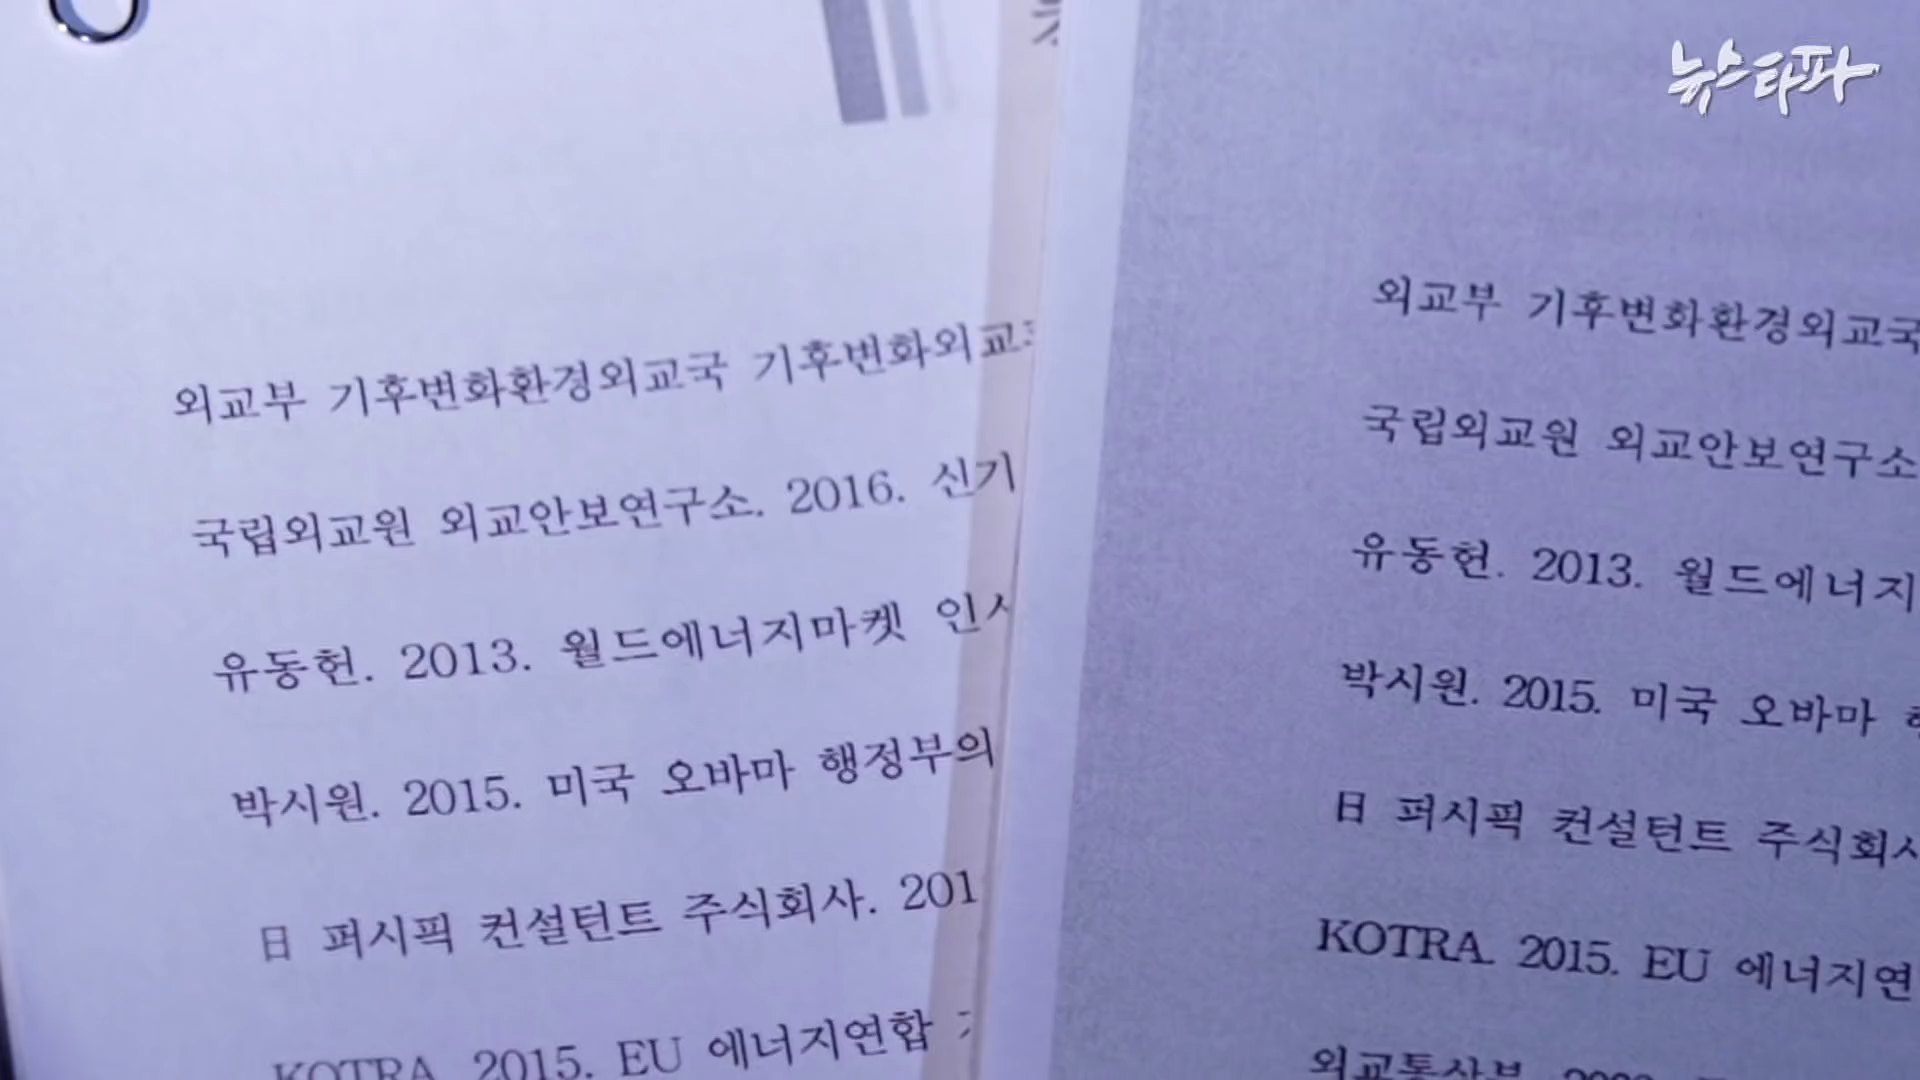 뉴스타파
외교부 기후변화환경외교국 기후변화외교
국립외교원 외교안보연구소. 2016. 신기
유동헌. 2013. 월드에너지마켓 인
박시원. 2015. 미국 오바마 행정부의
日 퍼시픽 컨설턴트 주식회사. 201
KOTRA. 2015. EU 에너지연합
외교부 기후변화환경외교국
국립외교원 외교안보연구소
유동헌. 2013. 월드에너지
박시원. 2015. 미국 오바마
日 퍼시픽 컨설턴트 주식회사
KOTRA. 2015. EU 에너지연
외교통상부